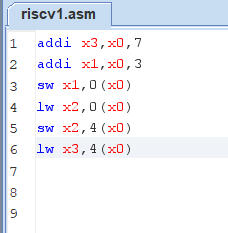 riscv1.asm
1 addi x3,x0,7
2 addi x1,x0,3
3 sw x1,0(x0)
4 lw x2,0(x0)
5 sw x2,4(x0)
6 lw x3,4(x0)
7
8
9